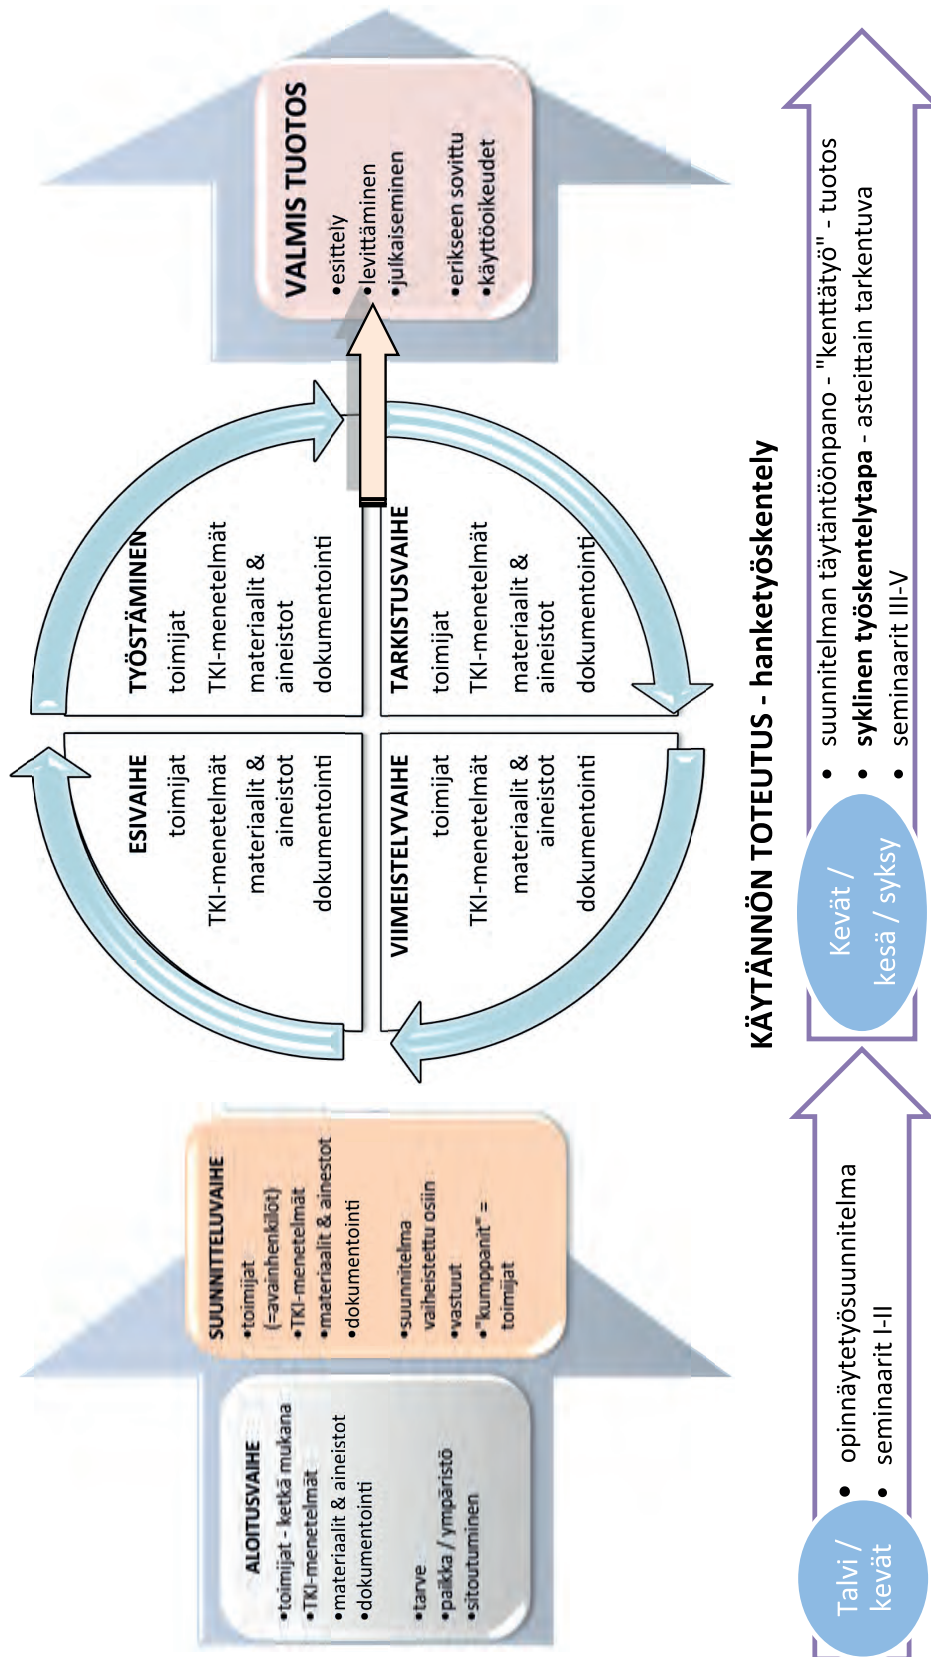 ALOITUSVAIHE
•toimijat - ketkä mukana
•TKI-menetelmät
•materiaalit & aineistot
•dokumentointi
•tarve
•paikka / ympäristö
•sitoutuminen
SUUNNITTELUVAIHE
•toimijat
(=avainhenkilöt)
•TKI-menetelmät
•materiaalit & ainestot
•dokumentointi
•suunnitelma
vaiheistettu osiin
•vastuut
•"kumppanit" =
toimijat
ESIVAIHE
toimijat
TKI-menetelmät
materiaalit &
aineistot
dokumentointi
TYÖSTÄMINEN
toimijat
TKI-menetelmät
materiaalit &
aineistot
dokumentointi
VIIMEISTELYVAIHE
toimijat
TKI-menetelmät
materiaalit &
aineistot
dokumentointi
TARKISTUSVAIHE
toimijat
TKI-menetelmät
materiaalit &
aineistot
dokumentointi
VALMIS TUOTOS
•esittely
•levittäminen
•julkaiseminen
•erikseen sovittu
•käyttöoikeudet
KÄYTÄNNÖN TOTEUTUS - hanketyöskentely
Talvi /
kevät
• opinnäytetyösuunnitelma
• seminaarit I-II
Kevät /
kesä / syksy
• suunnitelman täytäntöönpano - "kenttätyö" - tuotos
• syklinen työskentelytapa - asteittain tarkentuva
• seminaarit III-V